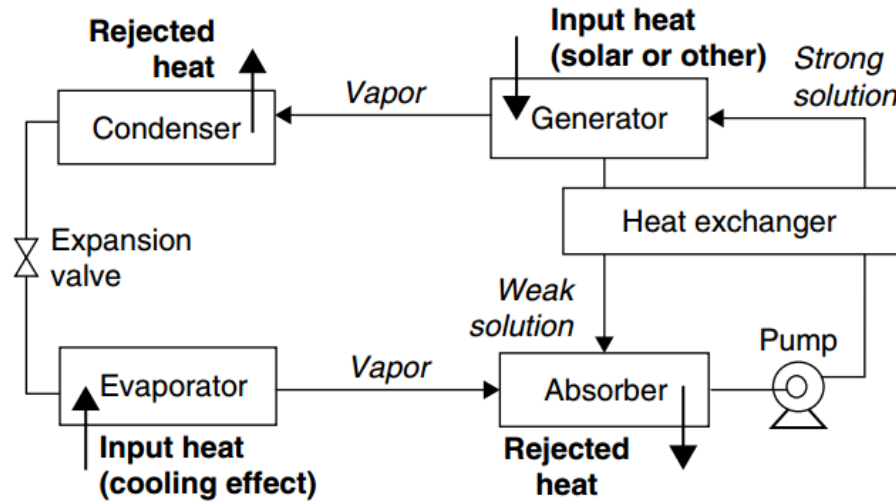 Rejected
heat
Input heat
(solar or other)
Strong
solution
Vapor
Condenser
Generator
Heat exchanger
Expansion
valve
Weak
solution
Pump
Vapor
Evaporator
Absorber
Input heat
(cooling effect)
Rejected
heat